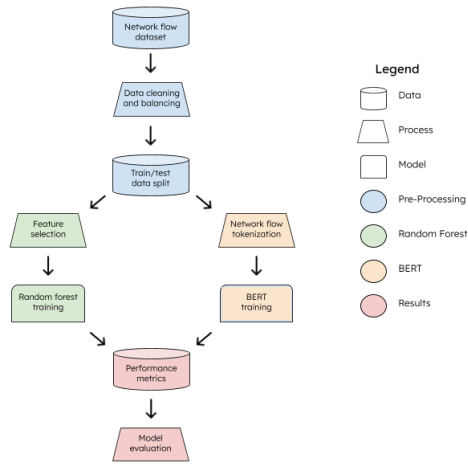 Network flow
dataset
Data cleaning
and balancing
Train/test
data split
Feature
selection
Network flow
tokenization
Random forest
training
BERT
training
Performance
metrics
Model
evaluation
Legend
Data
Process
Model
Pre-Processing
Random Forest
BERT
Results